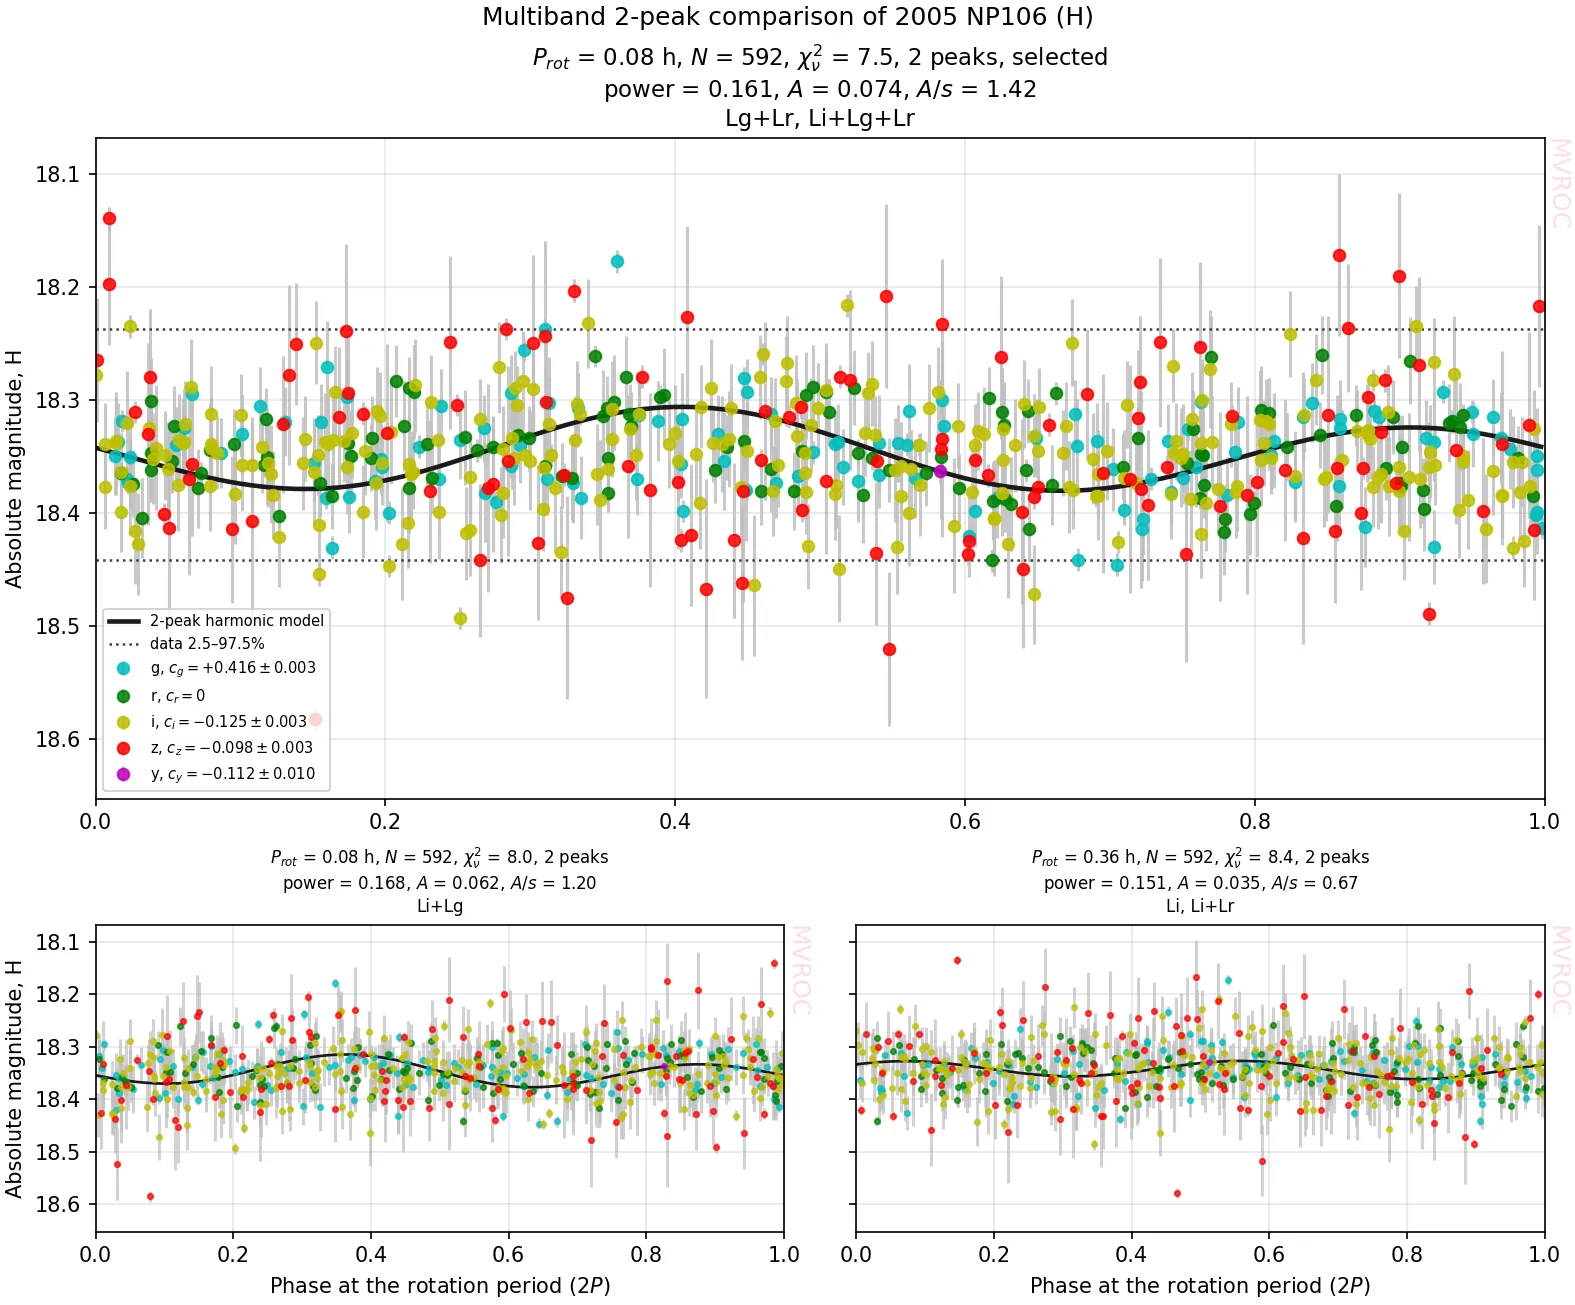 Multiband 2-peak comparison of 2005 NP106 (H)
P_rot = 0.08 h, N = 592, χ²_ν = 7.5, 2 peaks, selected
power = 0.161, A = 0.074, A/s = 1.42
Lg+Lr, Li+Lg+Lr
MVROC
Absolute magnitude, H
18.1
18.2
18.3
18.4
18.5
18.6
2-peak harmonic model
data 2.5–97.5%
g, c_g = +0.416 ± 0.003
r, c_r = 0
i, c_i = −0.125 ± 0.003
z, c_z = −0.098 ± 0.003
y, c_y = −0.112 ± 0.010
0.0 0.2 0.4 0.6 0.8 1.0
P_rot = 0.08 h, N = 592, χ²_ν = 8.0, 2 peaks
power = 0.168, A = 0.062, A/s = 1.20
Li+Lg
MVROC
Absolute magnitude, H
18.1
18.2
18.3
18.4
18.5
18.6
0.0 0.2 0.4 0.6 0.8 1.0
Phase at the rotation period (2P)
P_rot = 0.36 h, N = 592, χ²_ν = 8.4, 2 peaks
power = 0.151, A = 0.035, A/s = 0.67
Li, Li+Lr
MVROC
0.0 0.2 0.4 0.6 0.8 1.0
Phase at the rotation period (2P)